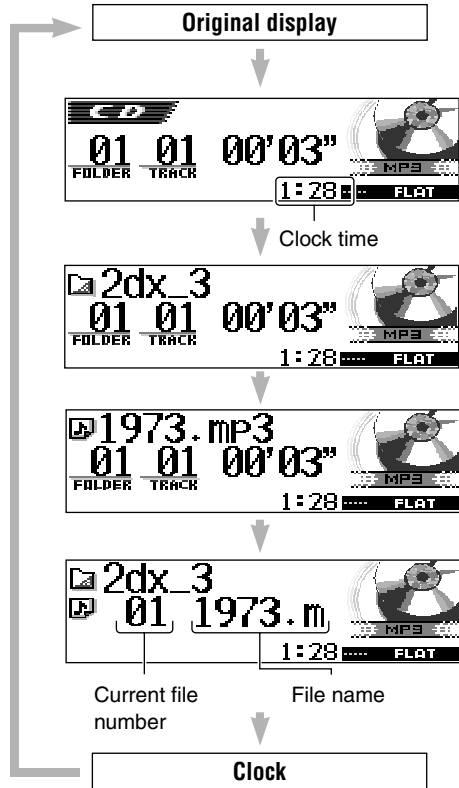 Original display
CD
01 01 00'03"
FOLDER TRACK
MP3
1:28 FLAT
Clock time
2dx_3
01 01 00'03"
FOLDER TRACK
MP3
1:28 FLAT
1973.mp3
01 01 00'03"
FOLDER TRACK
MP3
1:28 FLAT
2dx_3
01 1973.m
MP3
1:28 FLAT
Current file number
File name
Clock